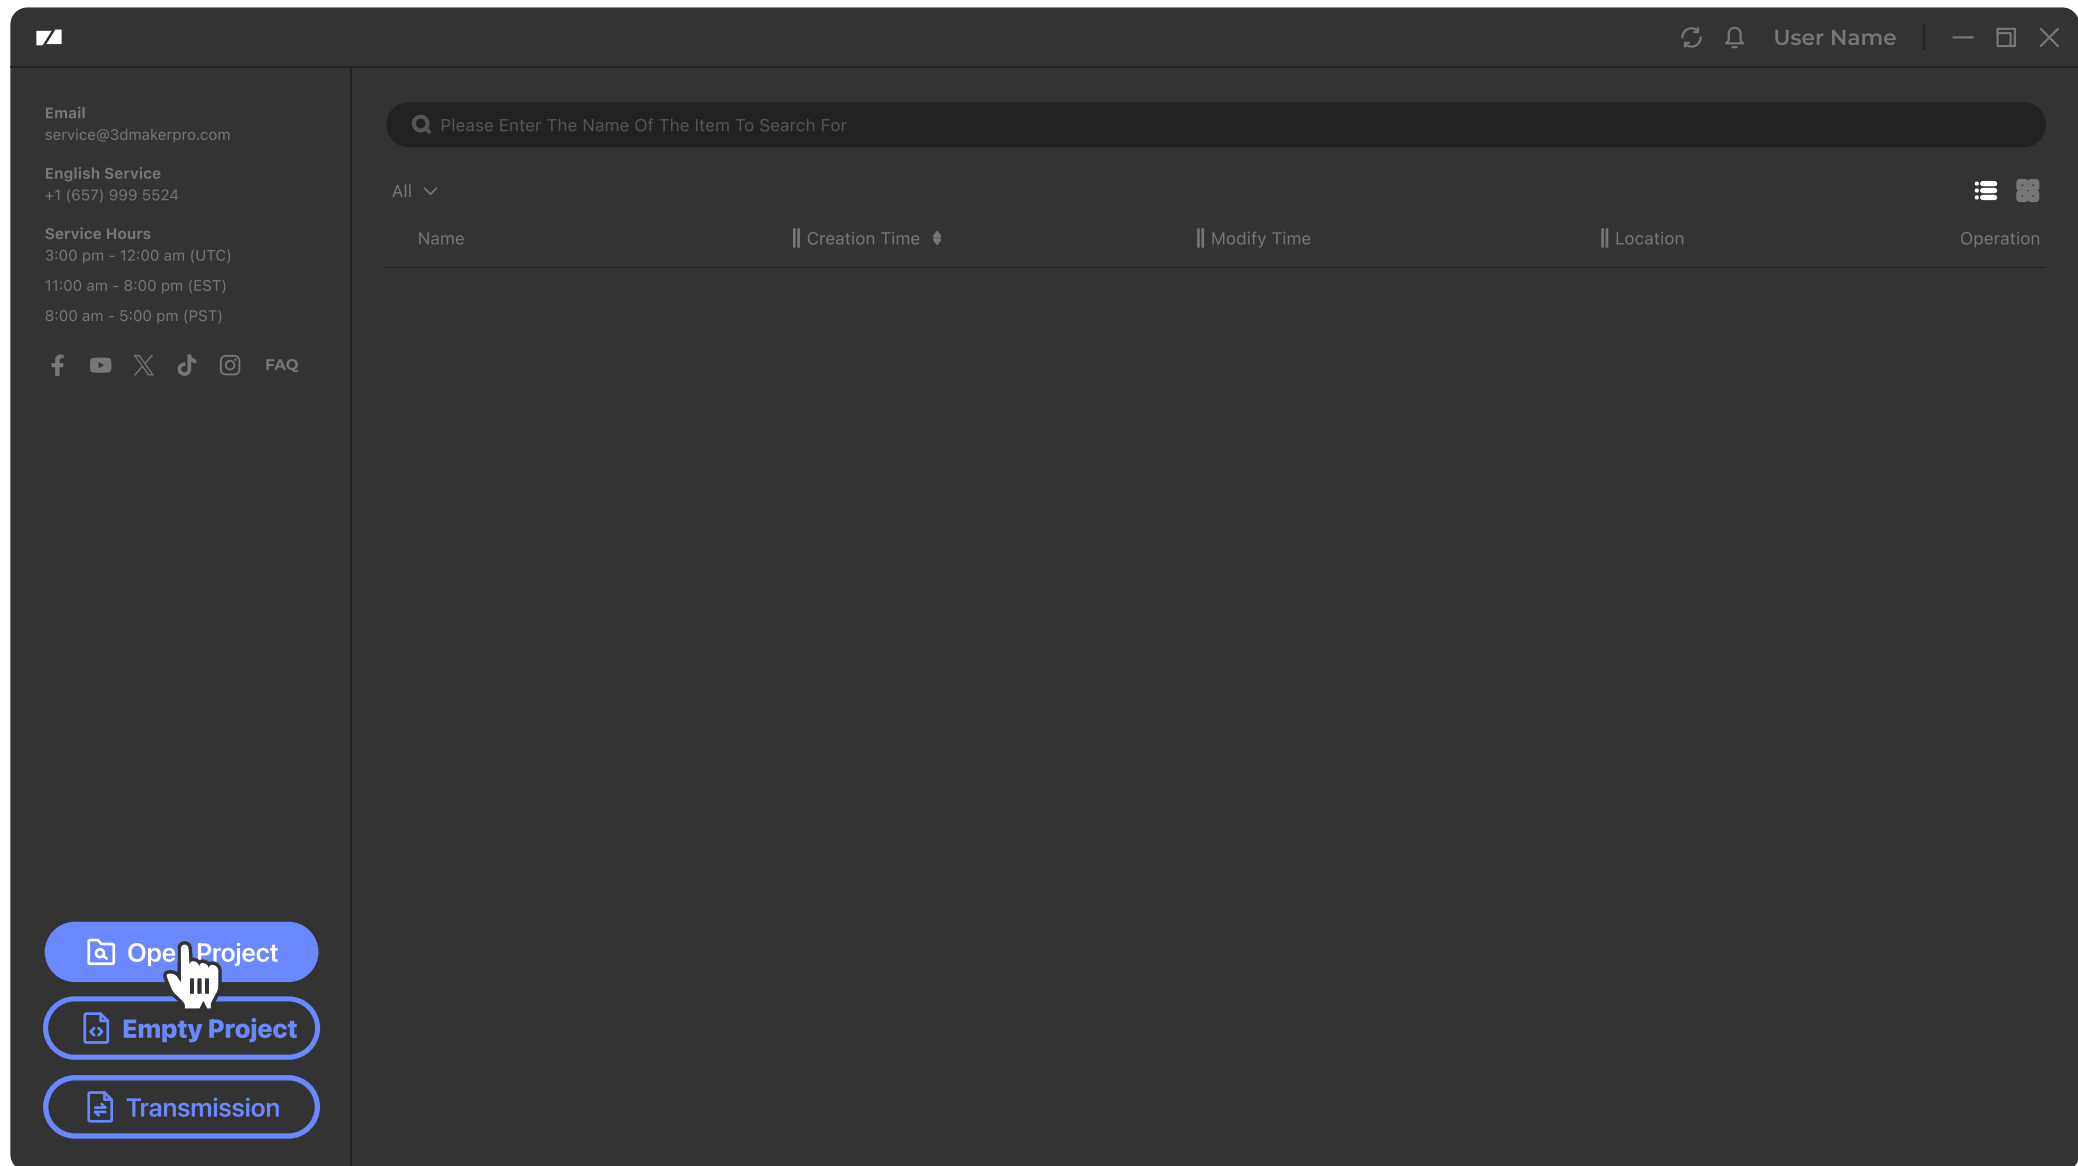 User Name
Email
service@3dmakerpro.com
English Service
+1 (657) 999 5524
Service Hours
3:00 pm - 12:00 am (UTC)
11:00 am - 8:00 pm (EST)
8:00 am - 5:00 pm (PST)
FAQ
Please Enter The Name Of The Item To Search For
All
Name Creation Time Modify Time Location Operation
Open Project
Empty Project
Transmission